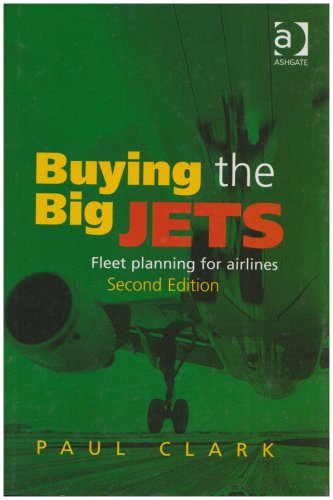 a
ASHGATE
Buying the
Big JETS
Fleet planning for airlines
Second Edition
PAUL CLARK